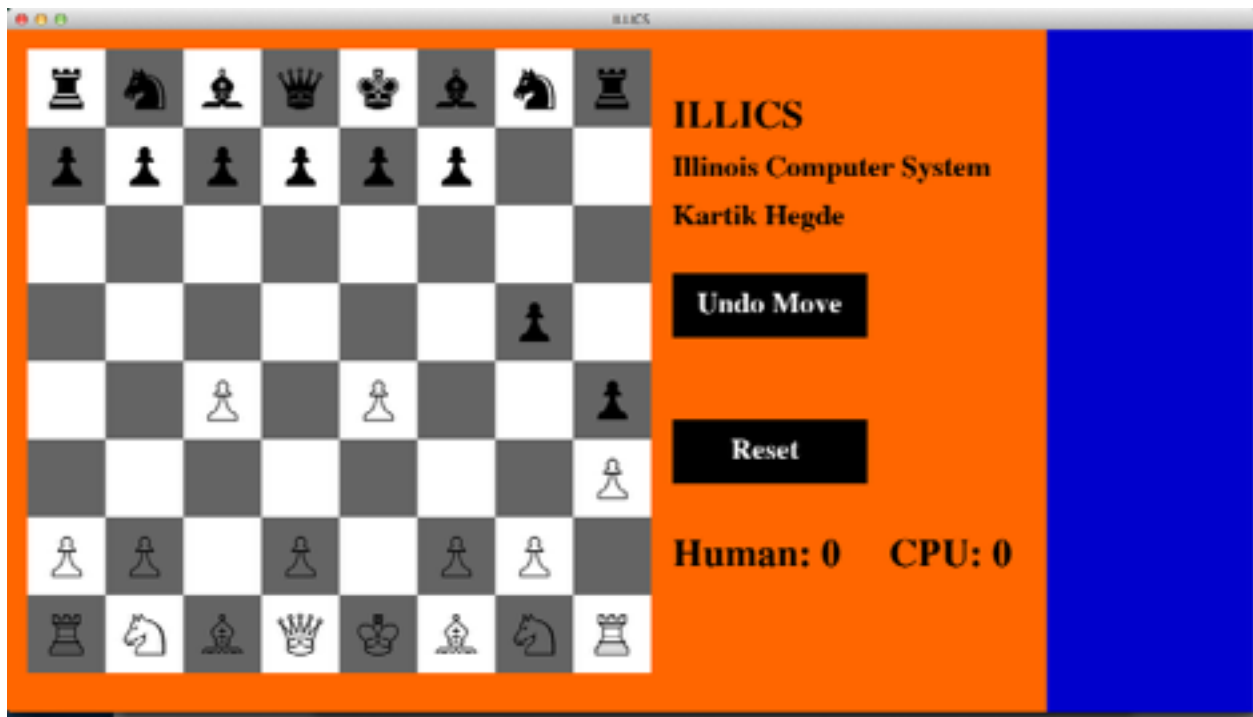 ILLICS
ILLICS
Illinois Computer System
Kartik Hegde
Undo Move
Reset
Human: 0 CPU: 0